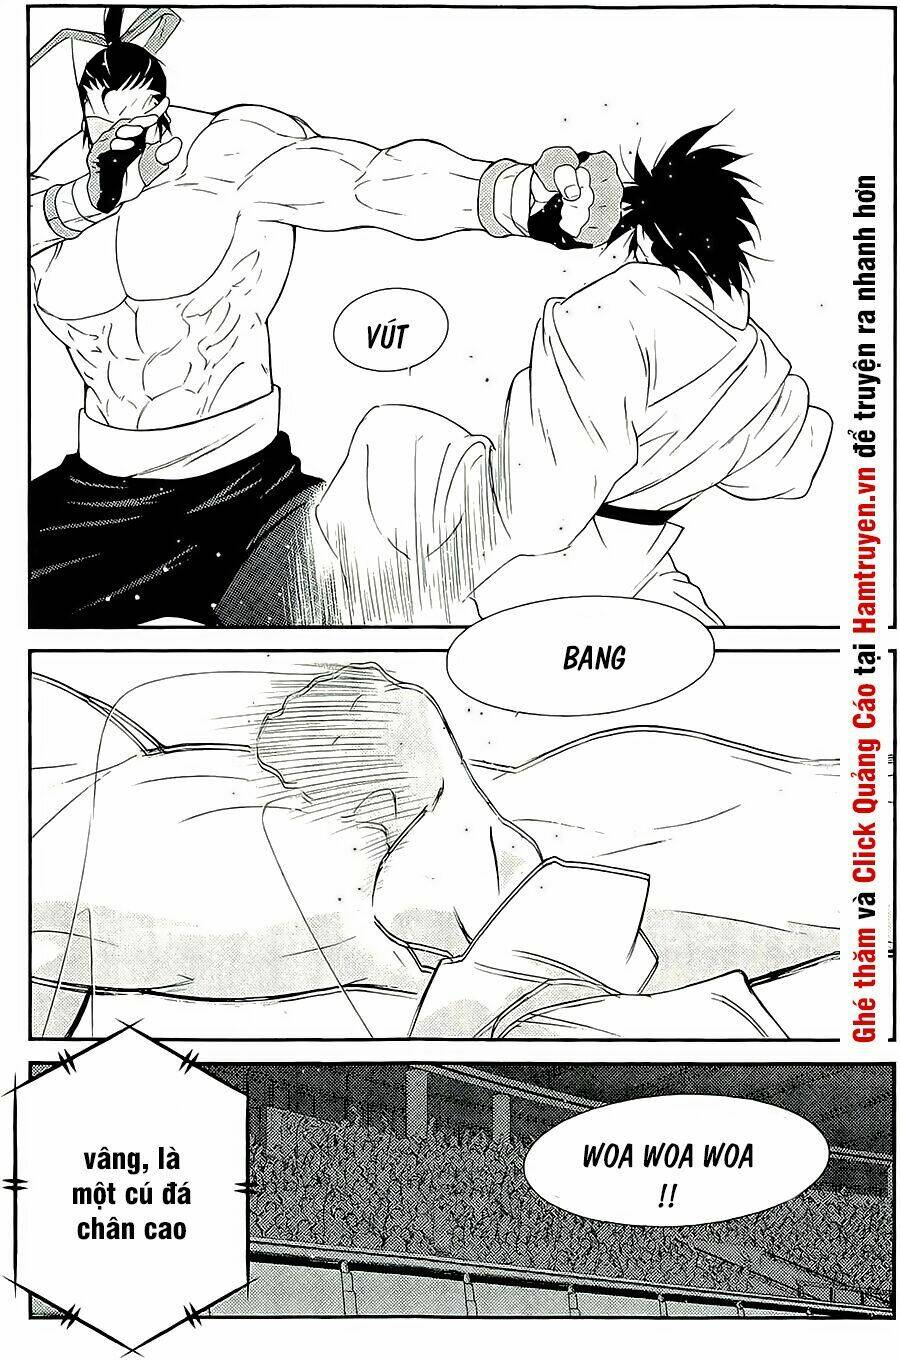 VÚT
BANG
WOA WOA WOA
!!
vâng, là
một cú đá
chân cao
Ghé thăm và Click Quảng Cáo tại Hamtruyen.vn để truyện ra nhanh hơn